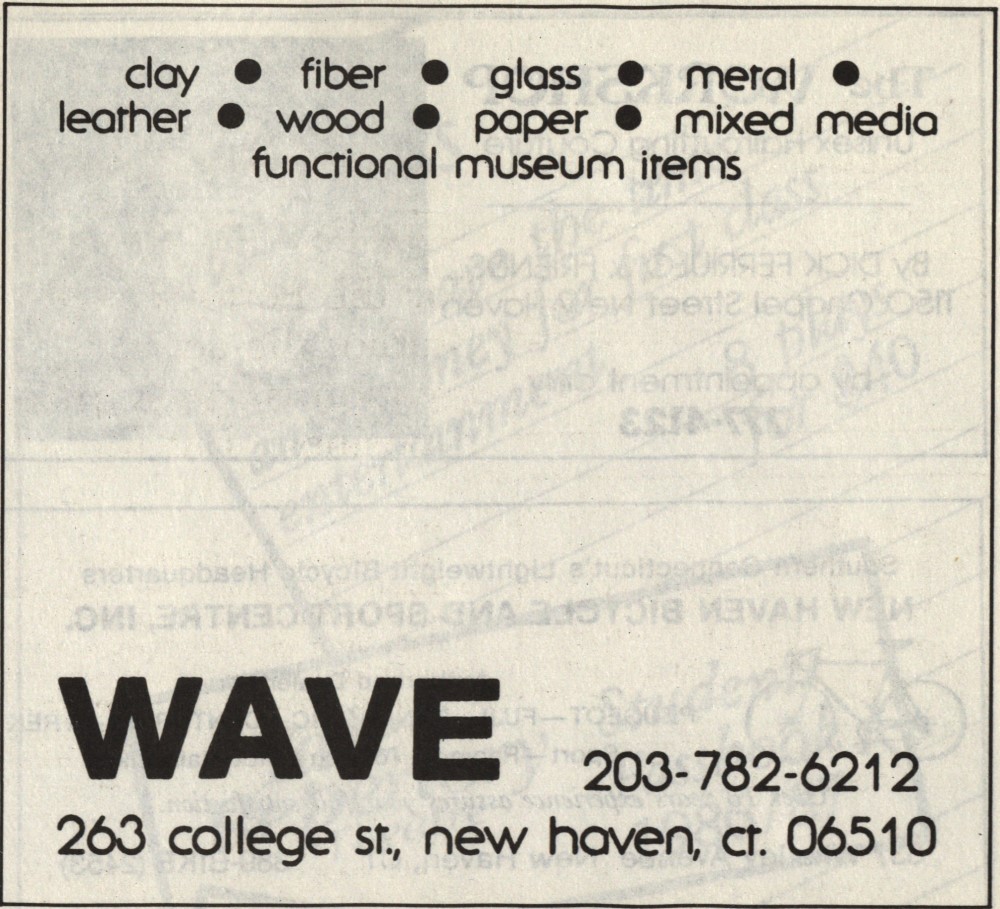 clay • fiber • glass • metal •
leather • wood • paper • mixed media
functional museum items
WAVE
203-782-6212
263 college st., new haven, ct. 06510